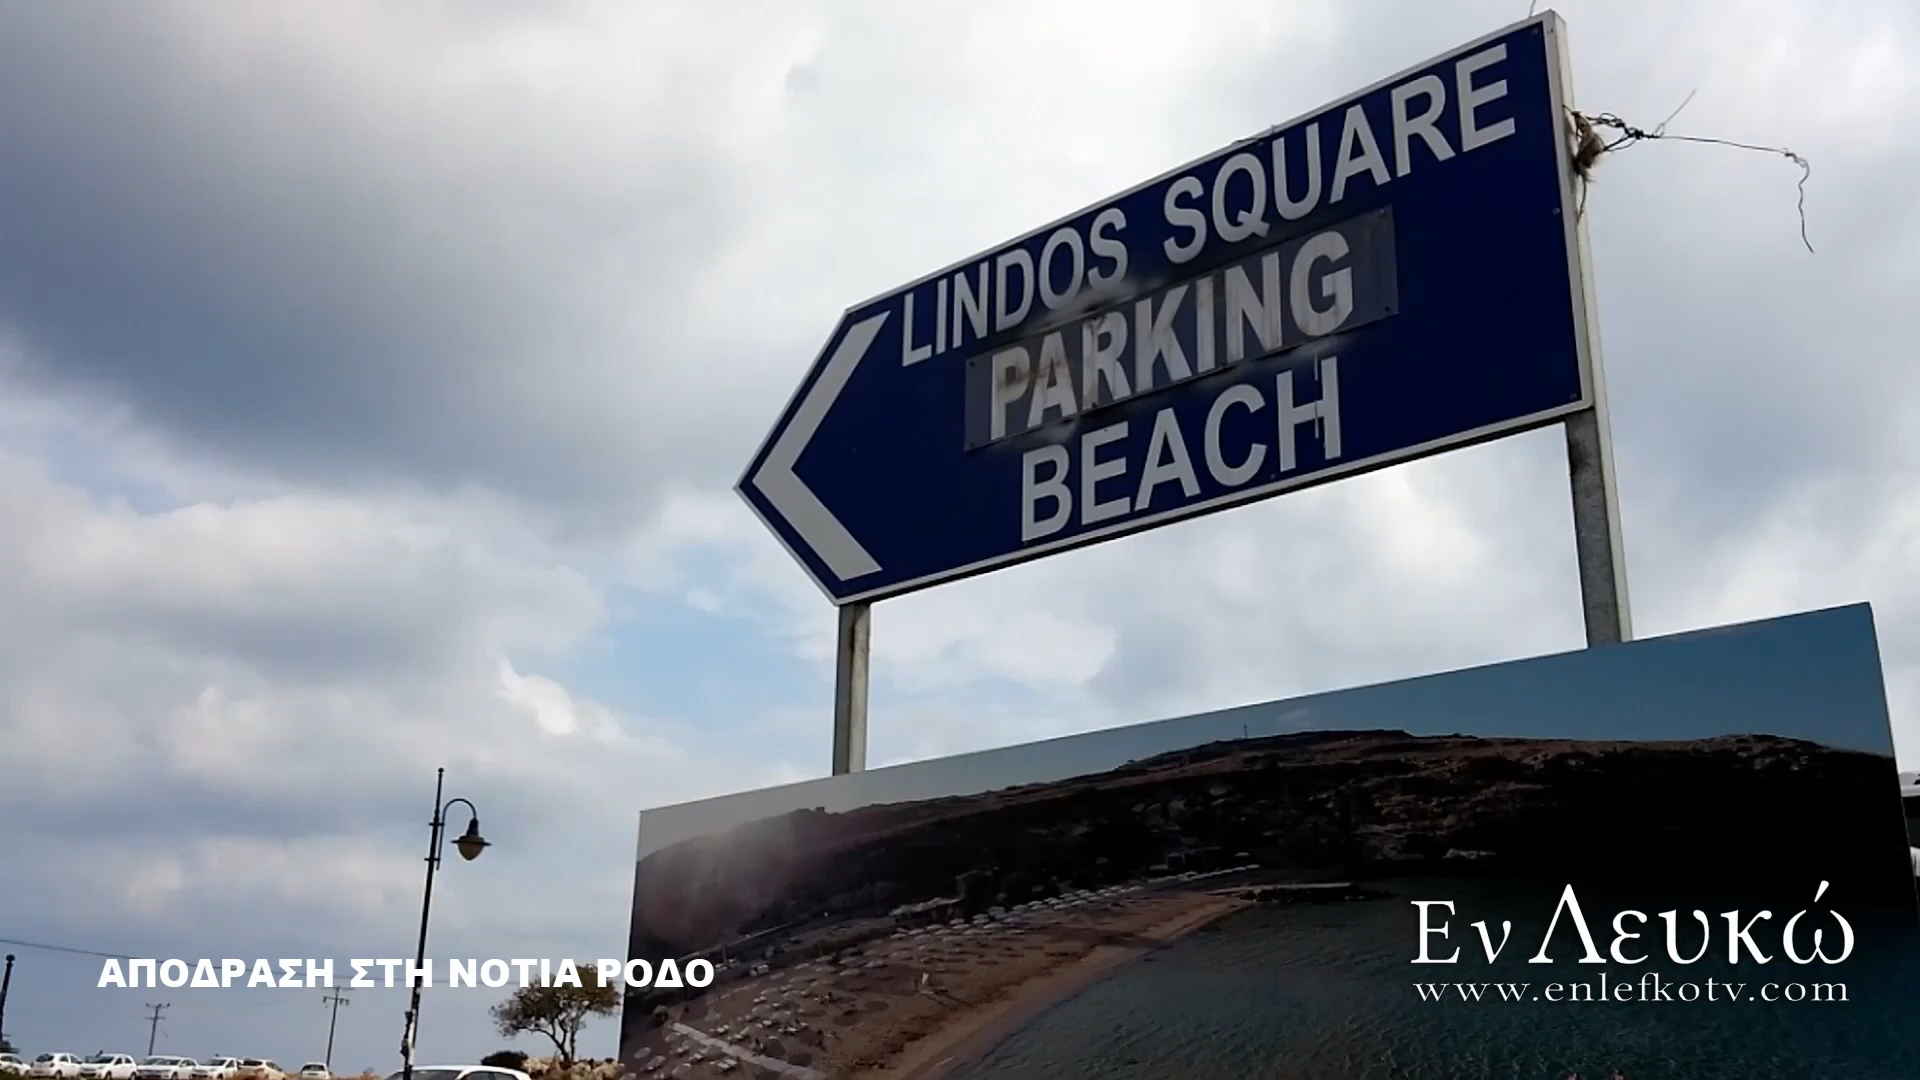 LINDOS SQUARE
PARKING
BEACH
ΑΠΟΔΡΑΣΗ ΣΤΗ ΝΟΤΙΑ ΡΟΔΟ
Εν Λευκώ
www.enlefkotv.com